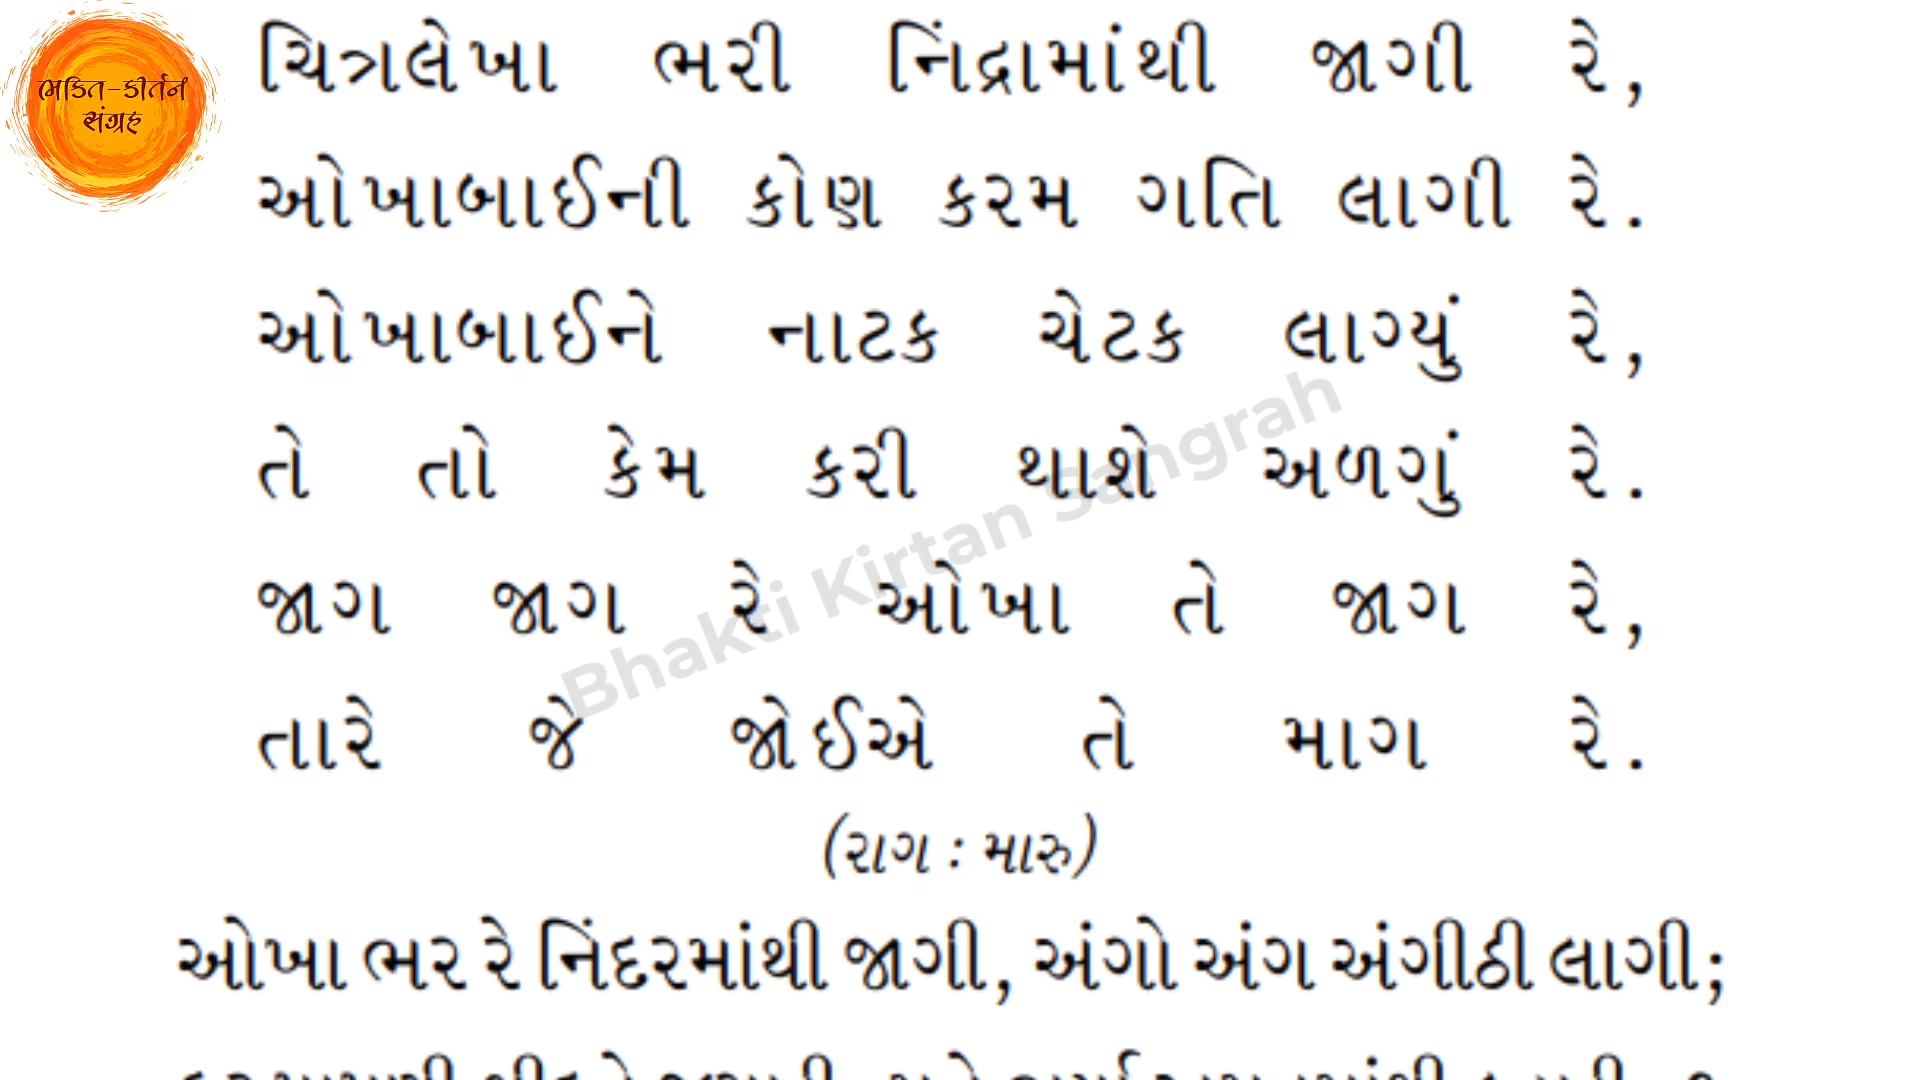 ભક્તિ-કીર્તન
સંગ્રહ
ચિત્રલેખા ભરી નિંદ્રામાંથી જાગી રે,
ઓખાબાઈની કોણ કરમ ગતિ લાગી રે.
ઓખાબાઈને નાટક ચેટક લાગ્યું રે,
તે તો કેમ કરી થાશે અળગું રે.
જાગ જાગ રે ઓખા તે જાગ રે,
તારે જે જોઈએ તે માગ રે.
(રાગ : મારુ)
ઓખા ભર રે નિંદરમાંથી જાગી, અંગો અંગ અંગીઠી લાગી;
Bhakti Kirtan Sangrah